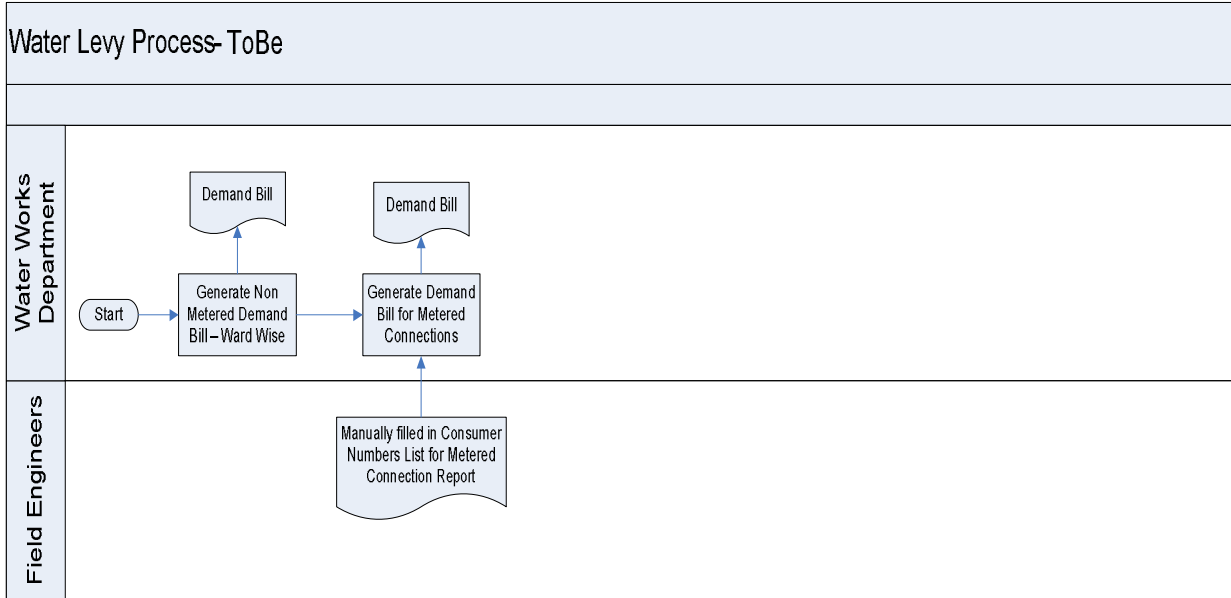 Water Levy Process- ToBe
Water Works
Department
Demand Bill
Demand Bill
Start
Generate Non
Metered Demand
Bill – Ward Wise
Generate Demand
Bill for Metered
Connections
Field Engineers
Manually filled in Consumer
Numbers List for Metered
Connection Report